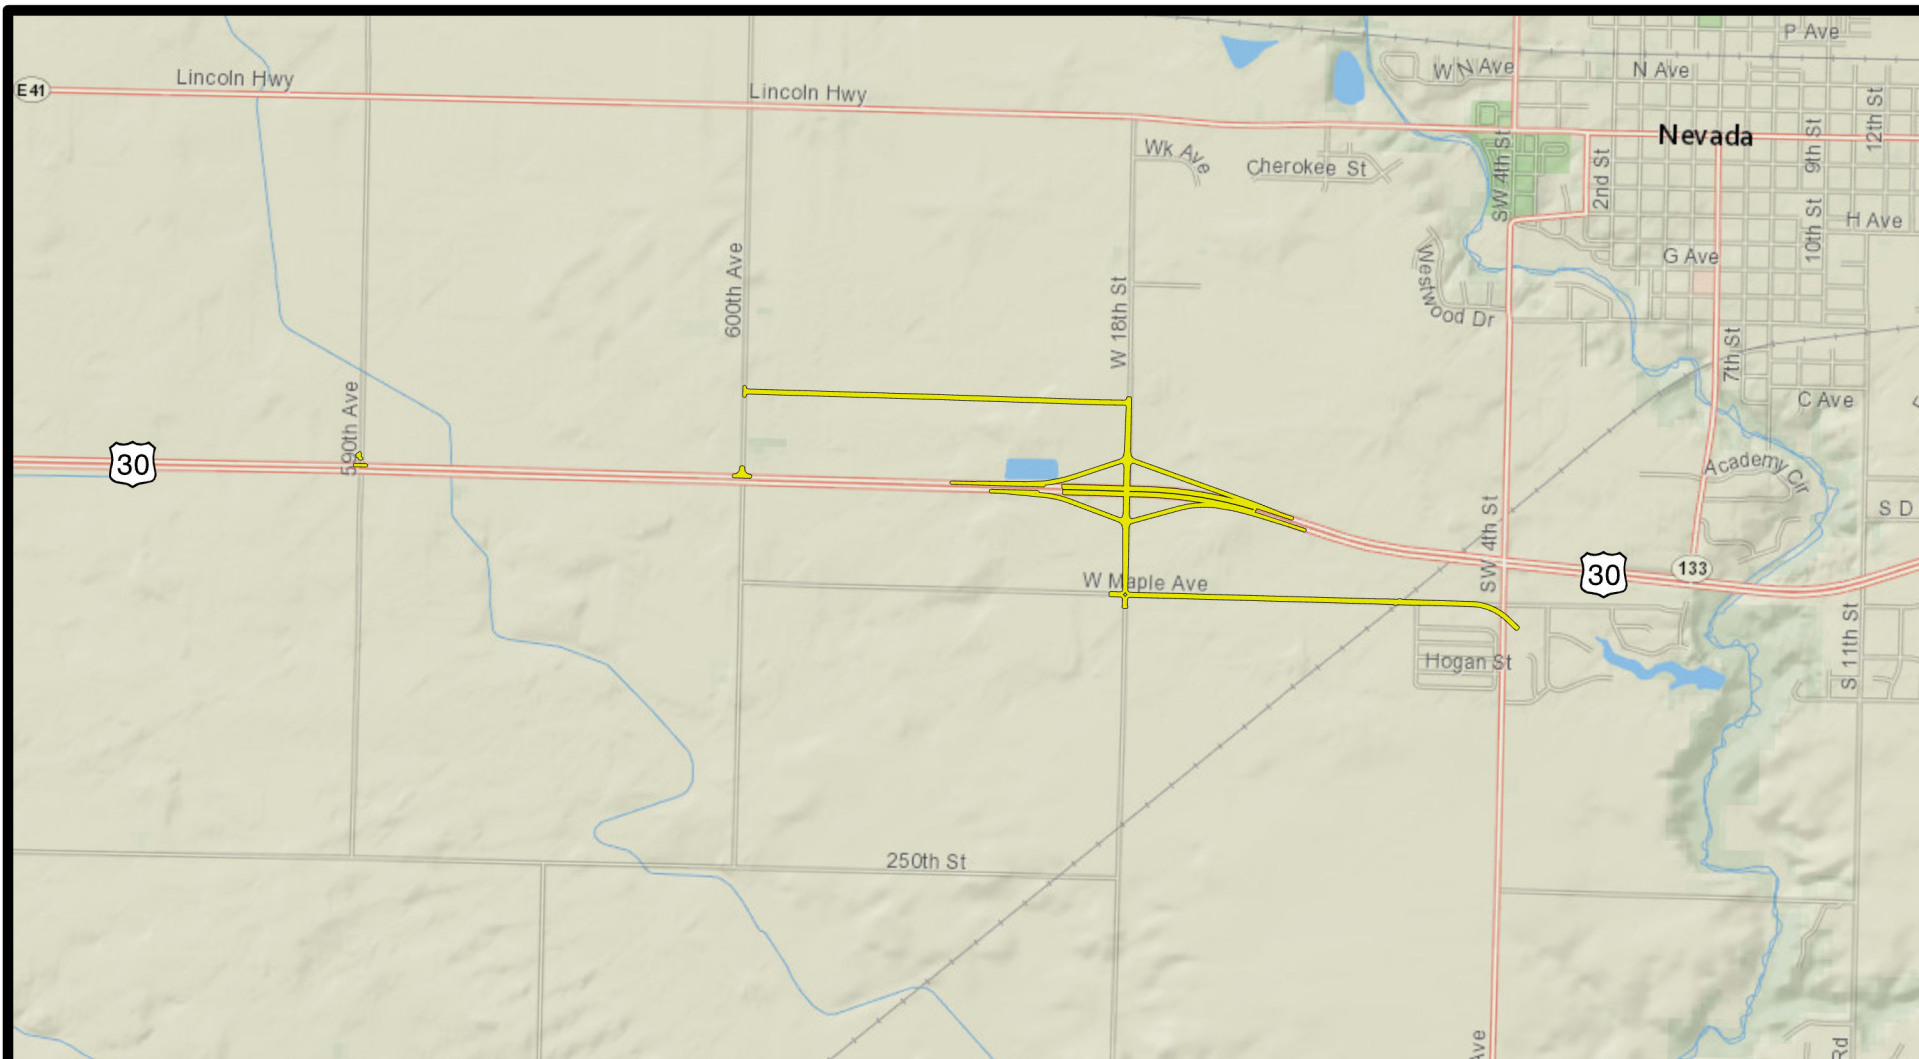 P Ave
W N Ave
N Ave
Lincoln Hwy
E41
Lincoln Hwy
12th St
Nevada
9th St
SW 4th St
2nd St
Wk Ave
Cherokee St
10th St
H Ave
G Ave
600th Ave
W 18th St
Westwood Dr
7th St
C Ave
590th Ave
30
Academy Cir
S D
SW 4th St
W Maple Ave
30
133
S 11th St
Hogan St
250th St
Ave
Rd